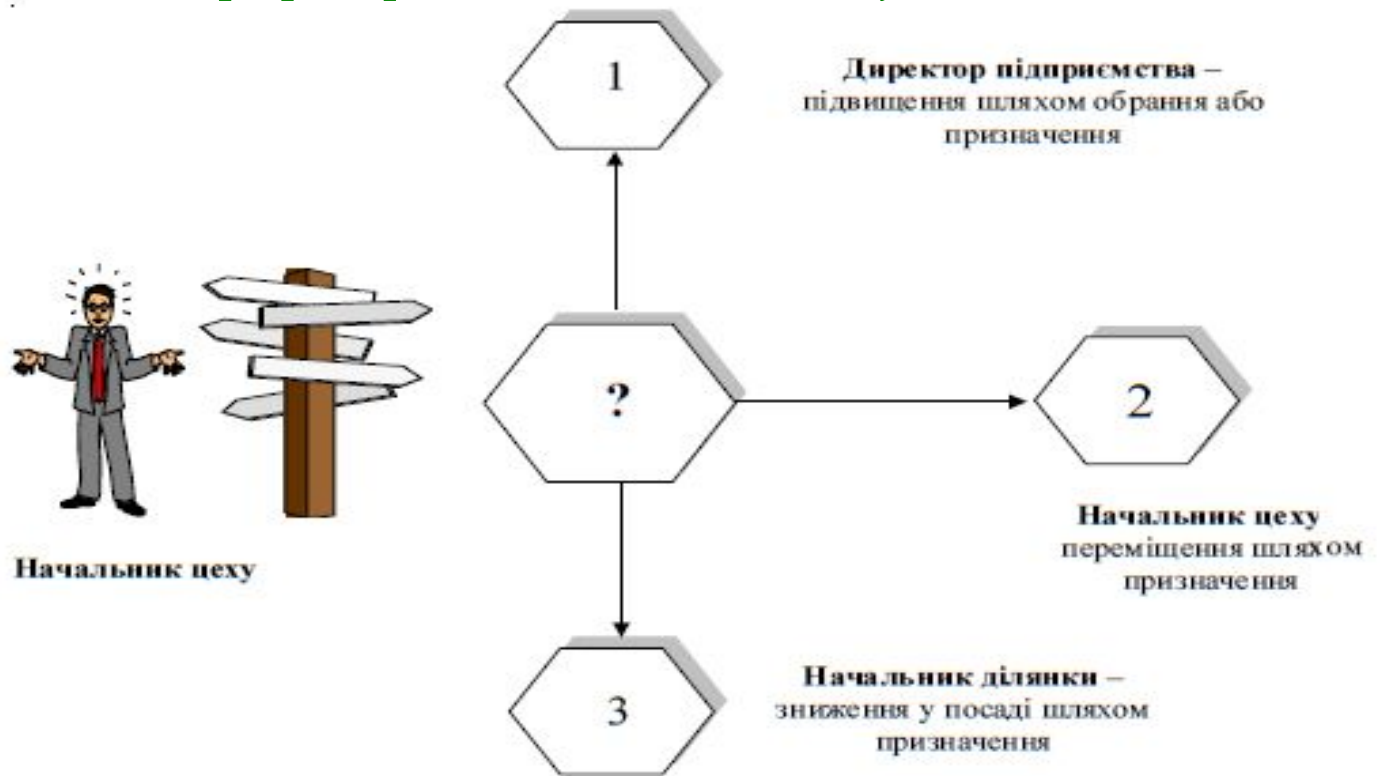 1
Директор підприємства –
підвищення шляхом обрання або
призначення
?
2
Начальник цеху
переміщення шляхом
призначення
Начальник цеху
3
Начальник ділянки –
зниження у посаді шляхом
призначення